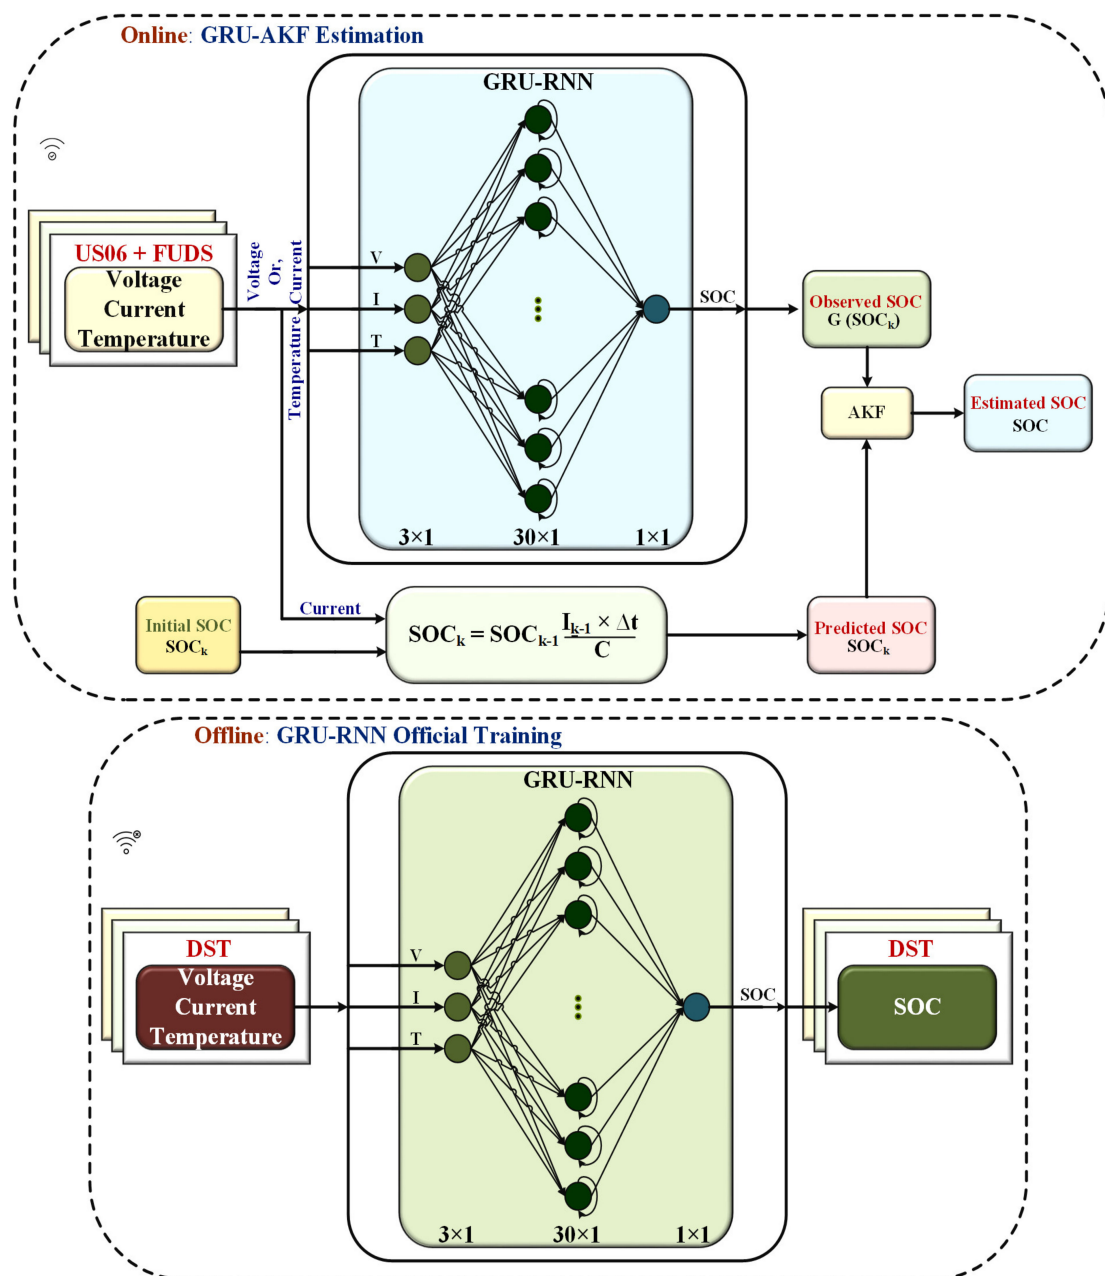 Online: GRU-AKF Estimation
GRU-RNN
US06 + FUDS
Voltage
Current
Temperature
Voltage
Or,
Temperature Current
V
I
T
SOC
Observed SOC
G (SOCₖ)
AKF
Estimated SOC
SOC
3×1
30×1
1×1
Current
Initial SOC
SOCₖ
SOCₖ = SOCₖ₋₁ Iₖ₋₁ × Δt
C
Predicted SOC
SOCₖ
Offline: GRU-RNN Official Training
GRU-RNN
DST
Voltage
Current
Temperature
V
I
T
SOC
DST
SOC
3×1
30×1
1×1